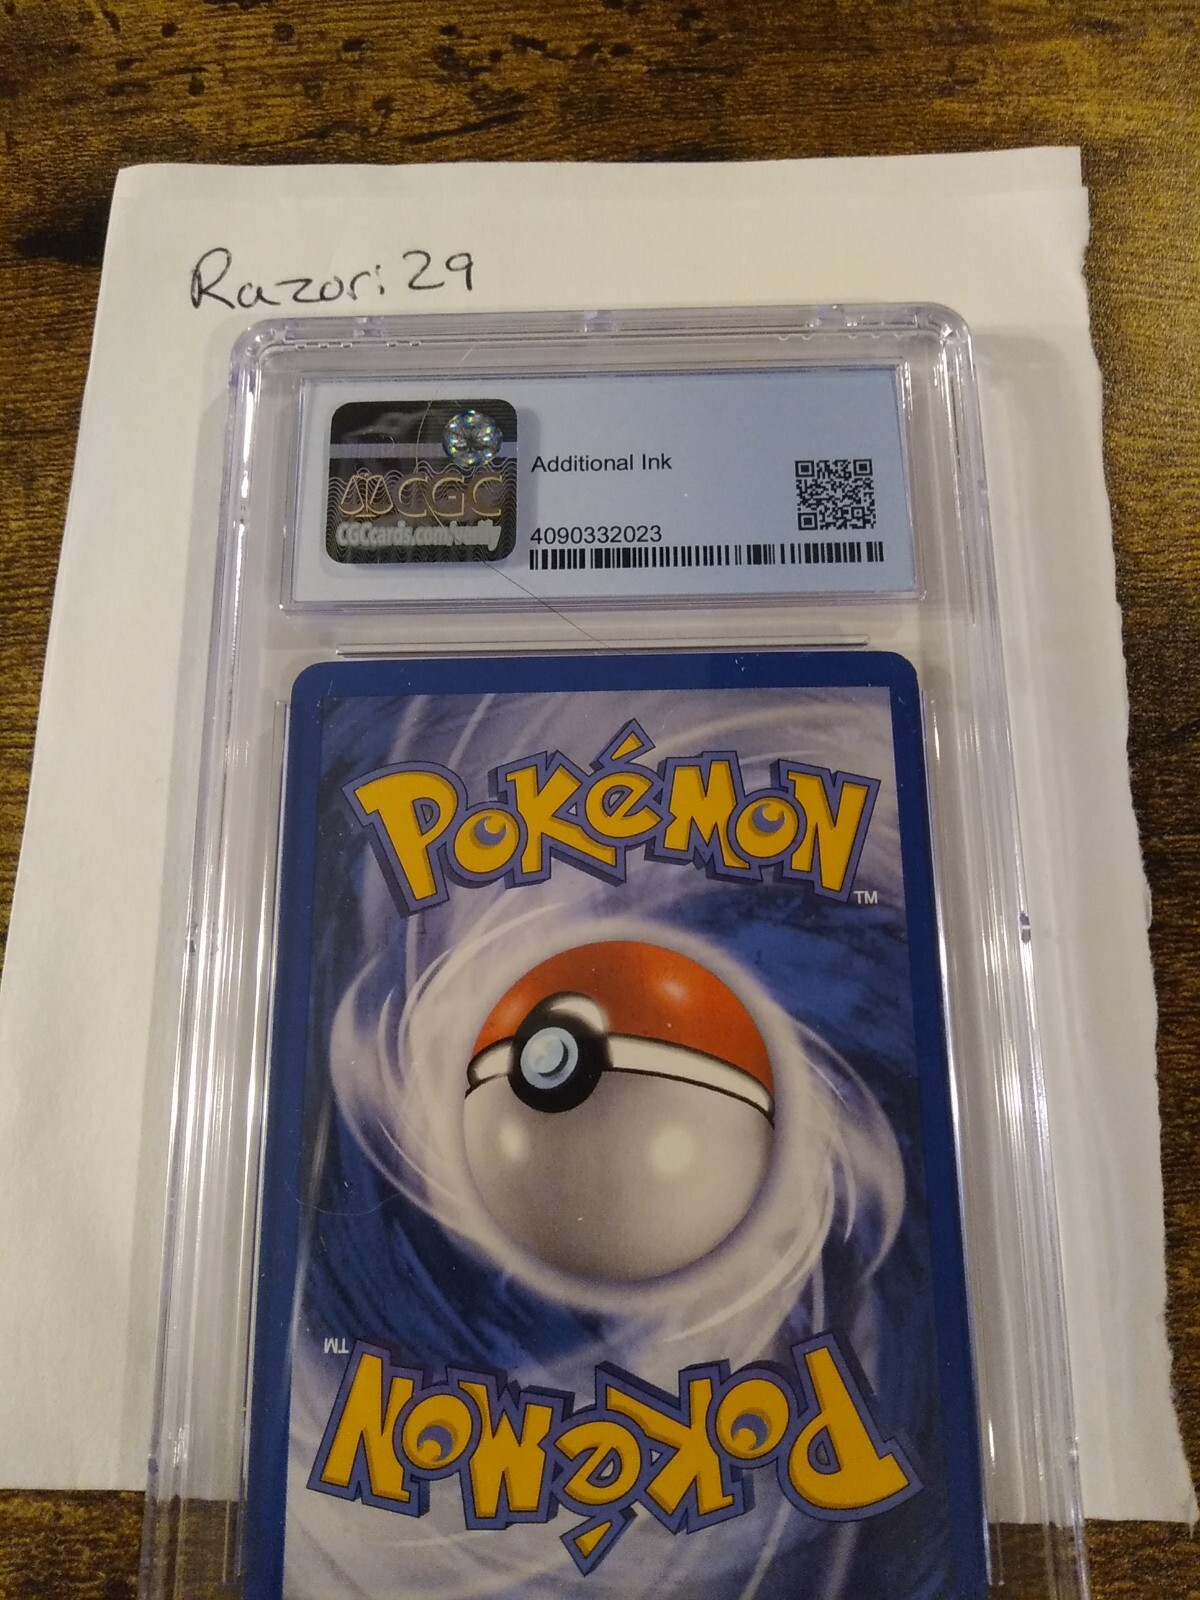 Razori29
CGC
CGCcards.com/verify
Additional Ink
4090332023
POKéMON
TM
TM
POKéMON